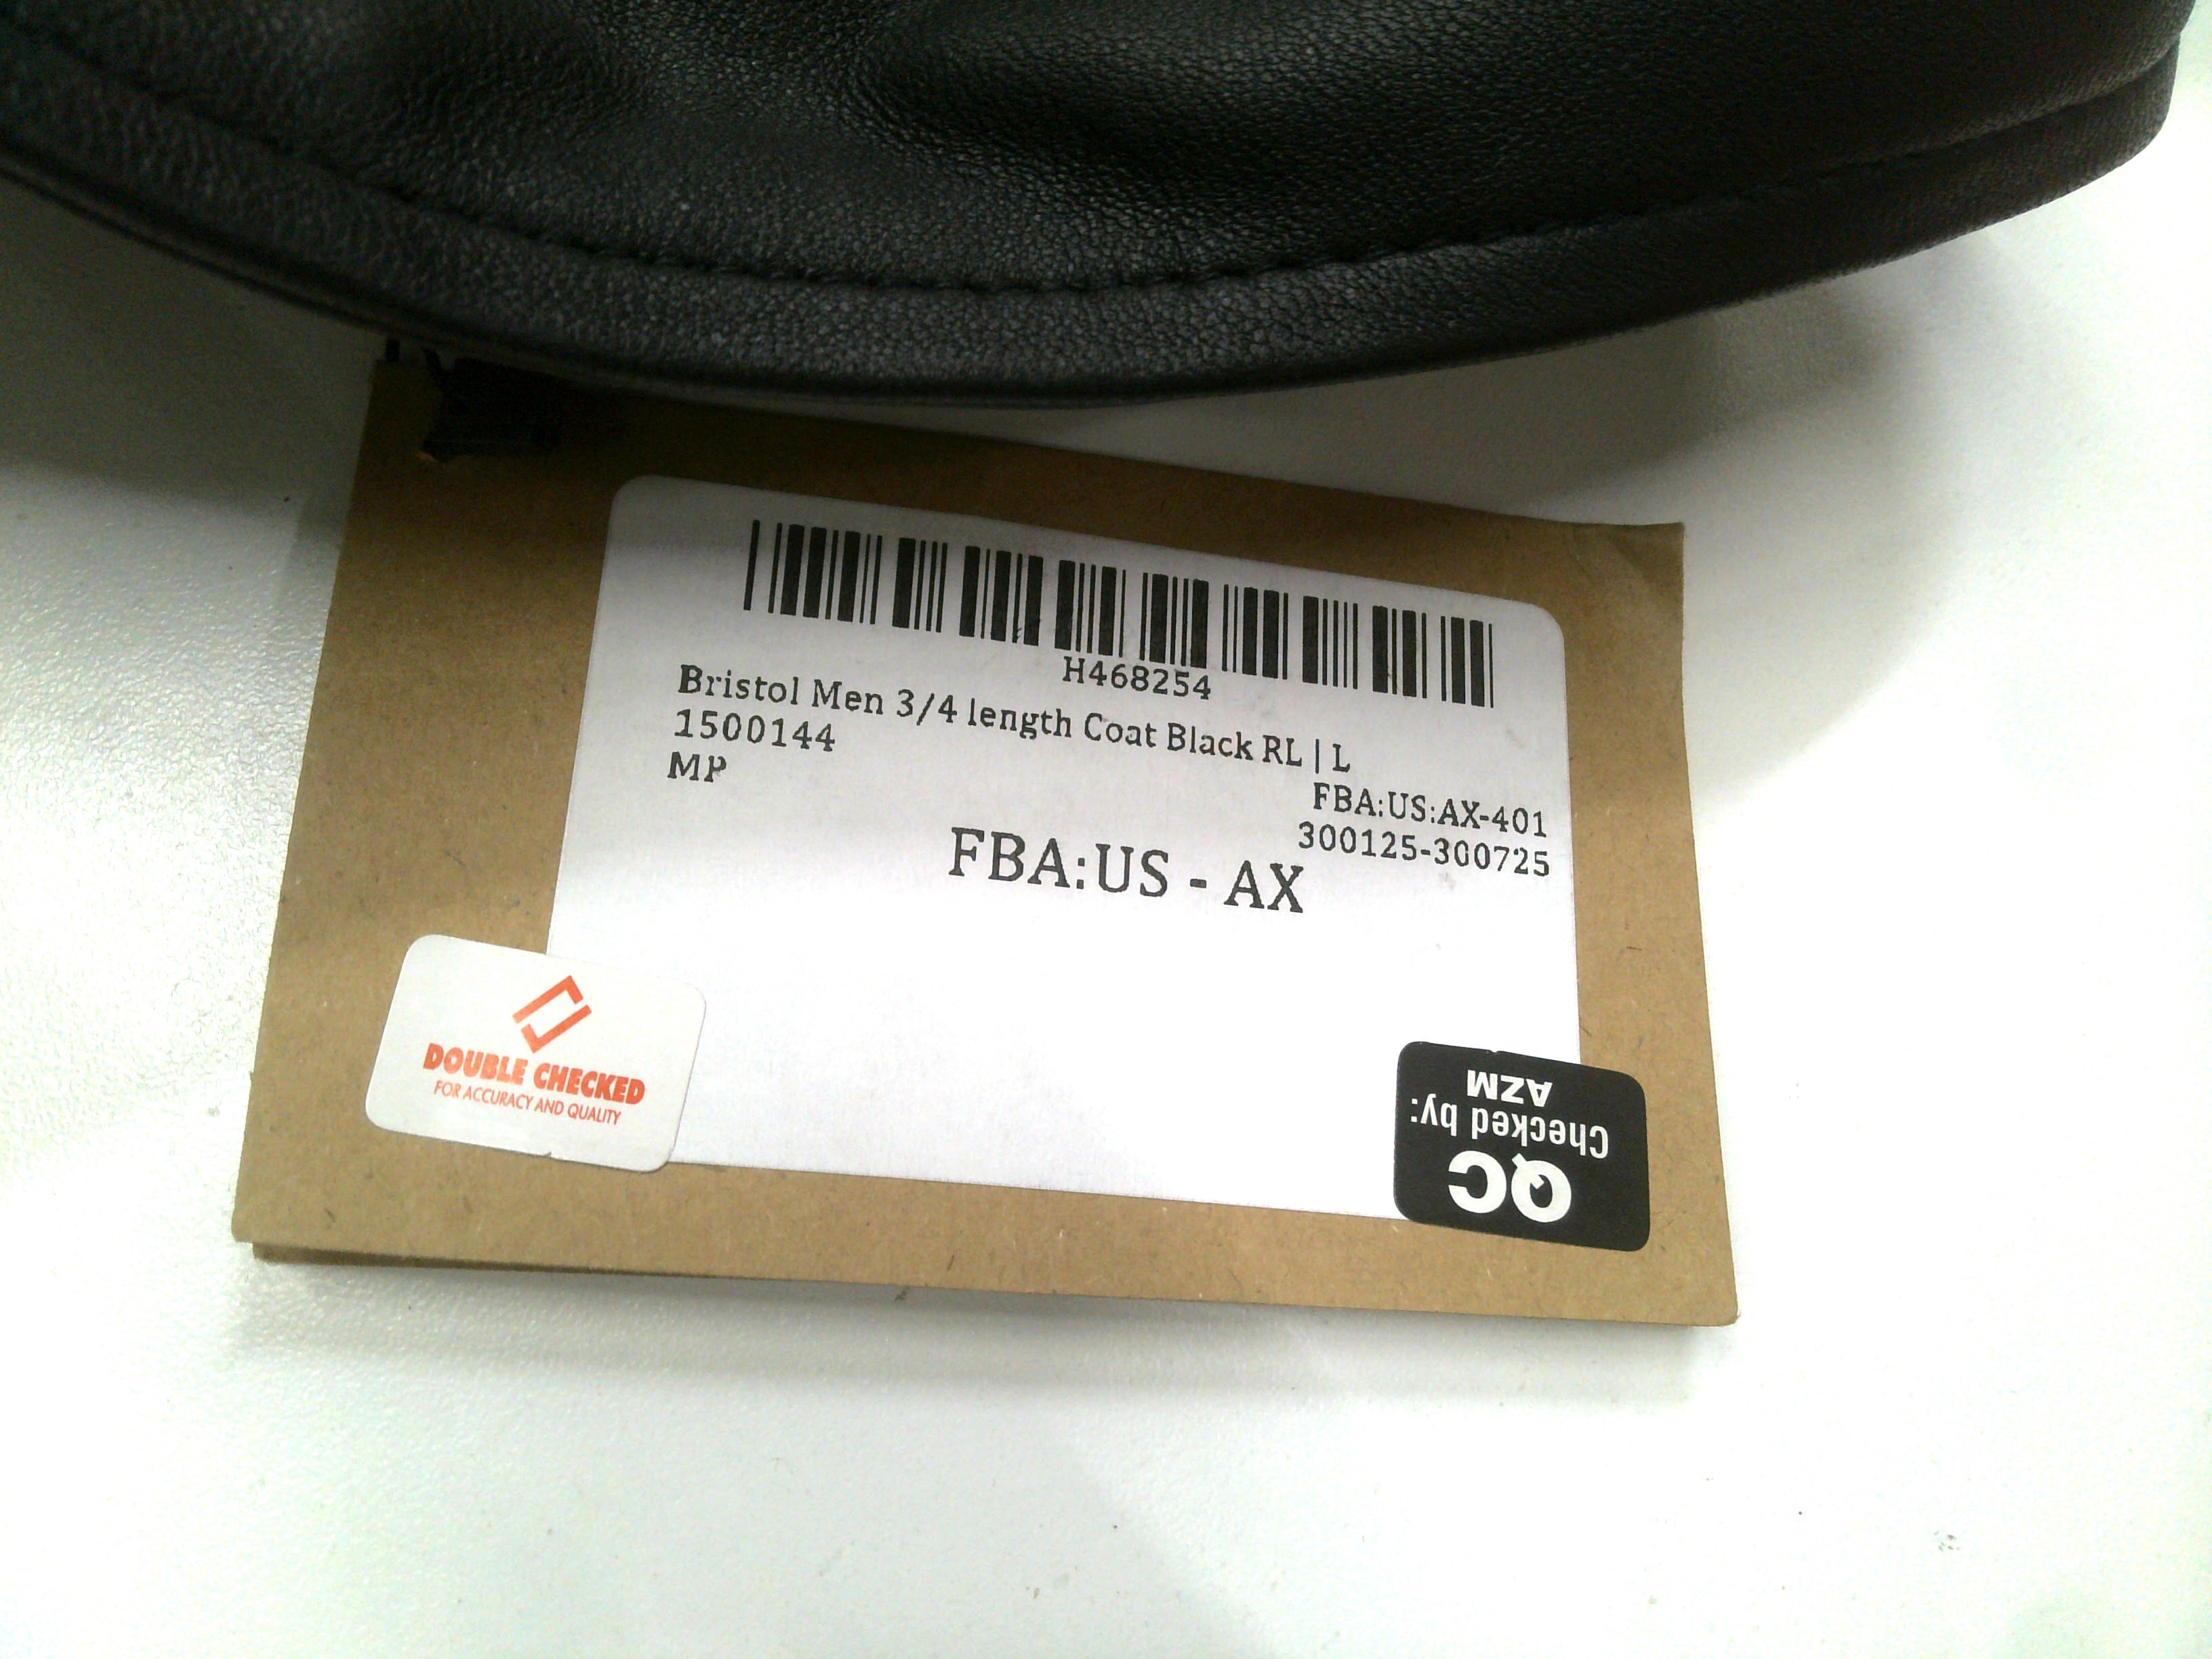 H468254
Bristol Men 3/4 length Coat Black RL | L
1500144
MP
FBA:US:AX-401
300125-300725
FBA:US - AX
DOUBLE CHECKED
FOR ACCURACY AND QUALITY
QC
Checked by:
AZM